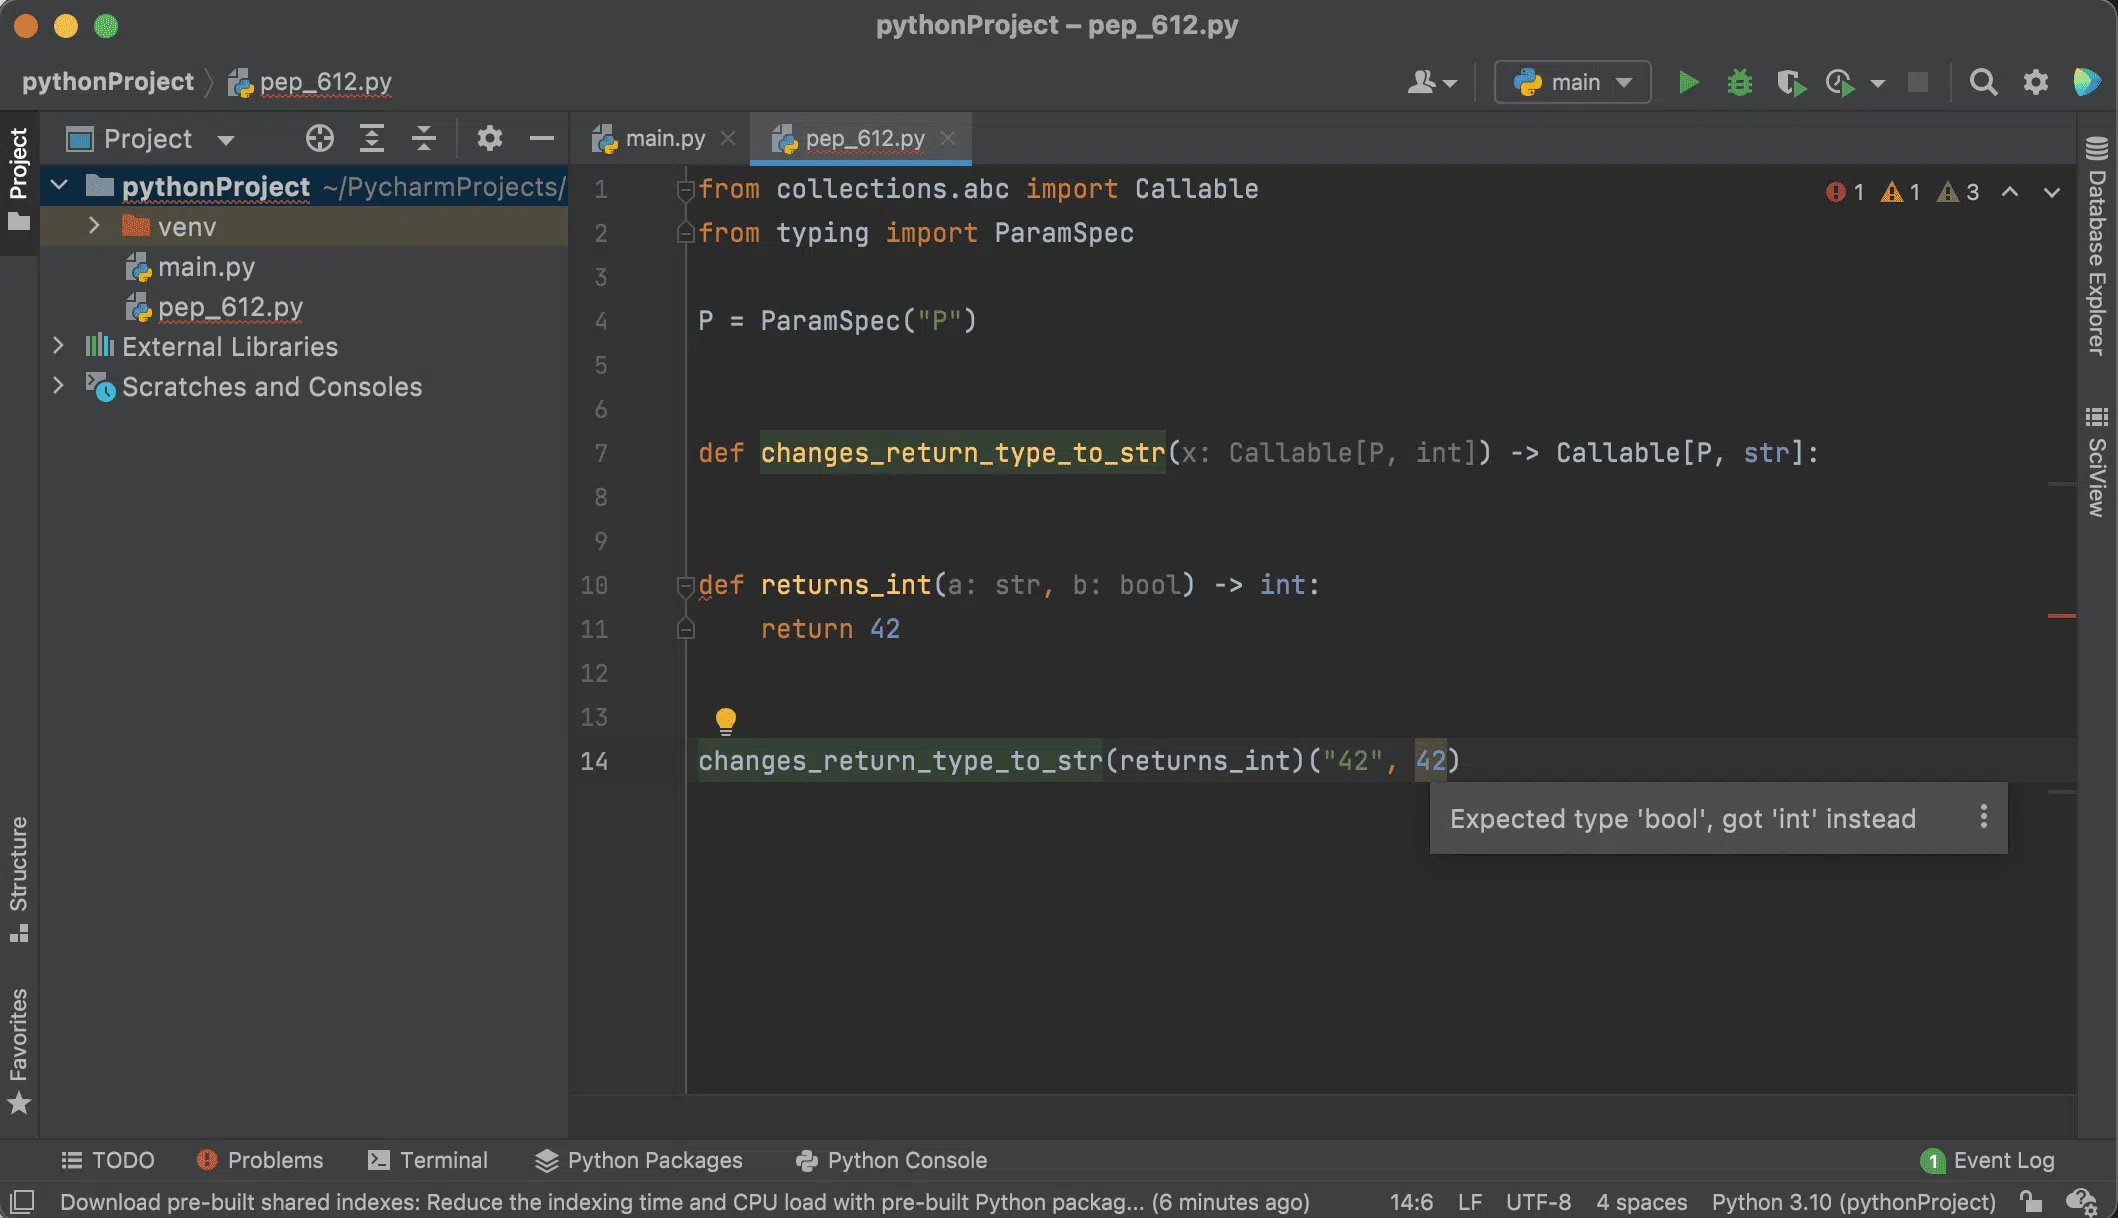 pythonProject – pep_612.py
pythonProject pep_612.py
main
Project
Project
main.py
pep_612.py
pythonProject ~/PycharmProjects/
venv
main.py
pep_612.py
External Libraries
Scratches and Consoles
1 from collections.abc import Callable
2 from typing import ParamSpec
3
4 P = ParamSpec("P")
5
6
7 def changes_return_type_to_str(x: Callable[P, int]) -> Callable[P, str]:
8
9
10 def returns_int(a: str, b: bool) -> int:
11 return 42
12
13
14 changes_return_type_to_str(returns_int)("42", 42)
Expected type 'bool', got 'int' instead
1 1 3
Database Explorer
SciView
Structure
Favorites
TODO Problems Terminal Python Packages Python Console 1 Event Log
Download pre-built shared indexes: Reduce the indexing time and CPU load with pre-built Python packag... (6 minutes ago) 14:6 LF UTF-8 4 spaces Python 3.10 (pythonProject)